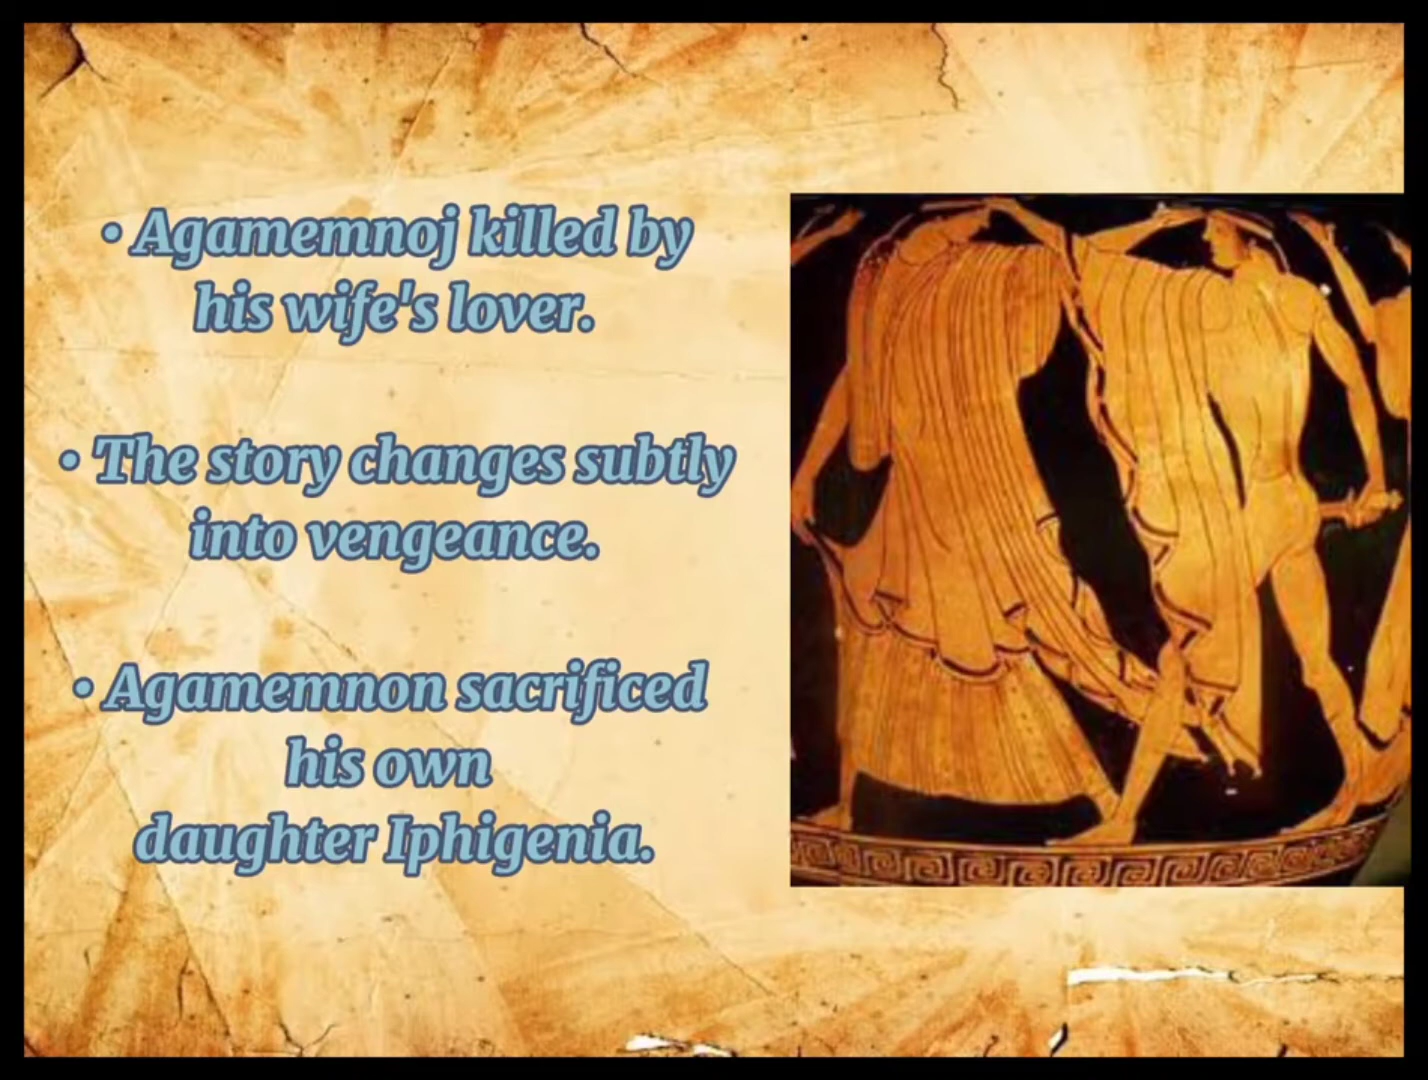 • Agamemnoj killed by
his wife's lover.
• The story changes subtly
into vengeance.
• Agamemnon sacrificed
his own
daughter Iphigenia.